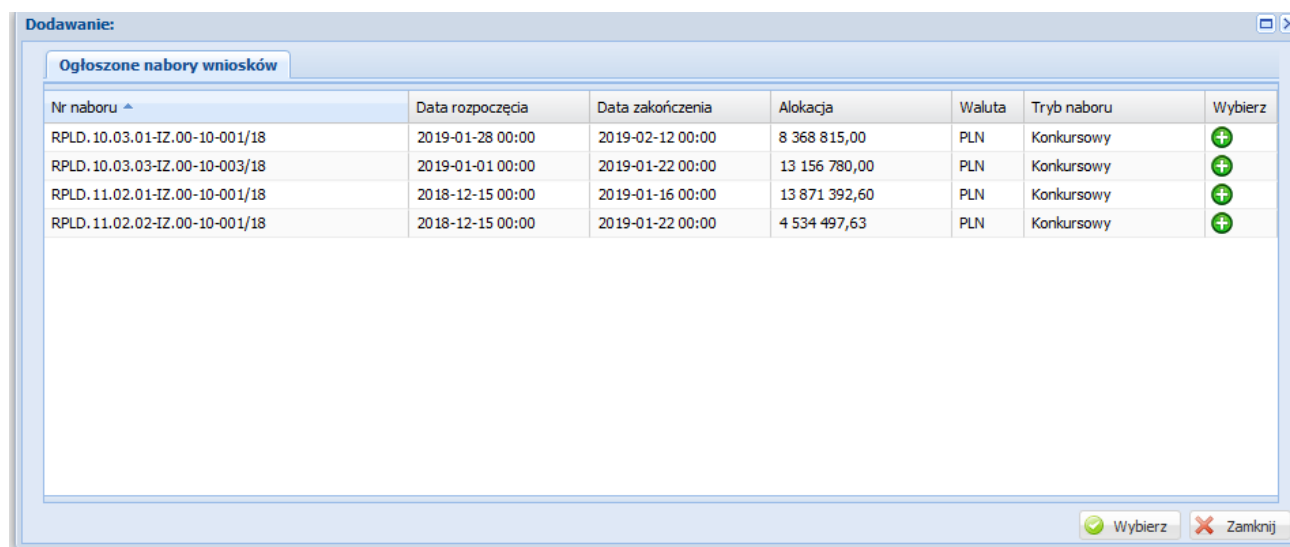 Dodawanie:
Ogłoszone nabory wniosków
Nr naboru Data rozpoczęcia Data zakończenia Alokacja Waluta Tryb naboru Wybierz
RPLD.10.03.01-IZ.00-10-001/18 2019-01-28 00:00 2019-02-12 00:00 8 368 815,00 PLN Konkursowy
RPLD.10.03.03-IZ.00-10-003/18 2019-01-01 00:00 2019-01-22 00:00 13 156 780,00 PLN Konkursowy
RPLD.11.02.01-IZ.00-10-001/18 2018-12-15 00:00 2019-01-16 00:00 13 871 392,60 PLN Konkursowy
RPLD.11.02.02-IZ.00-10-001/18 2018-12-15 00:00 2019-01-22 00:00 4 534 497,63 PLN Konkursowy
Wybierz Zamknij